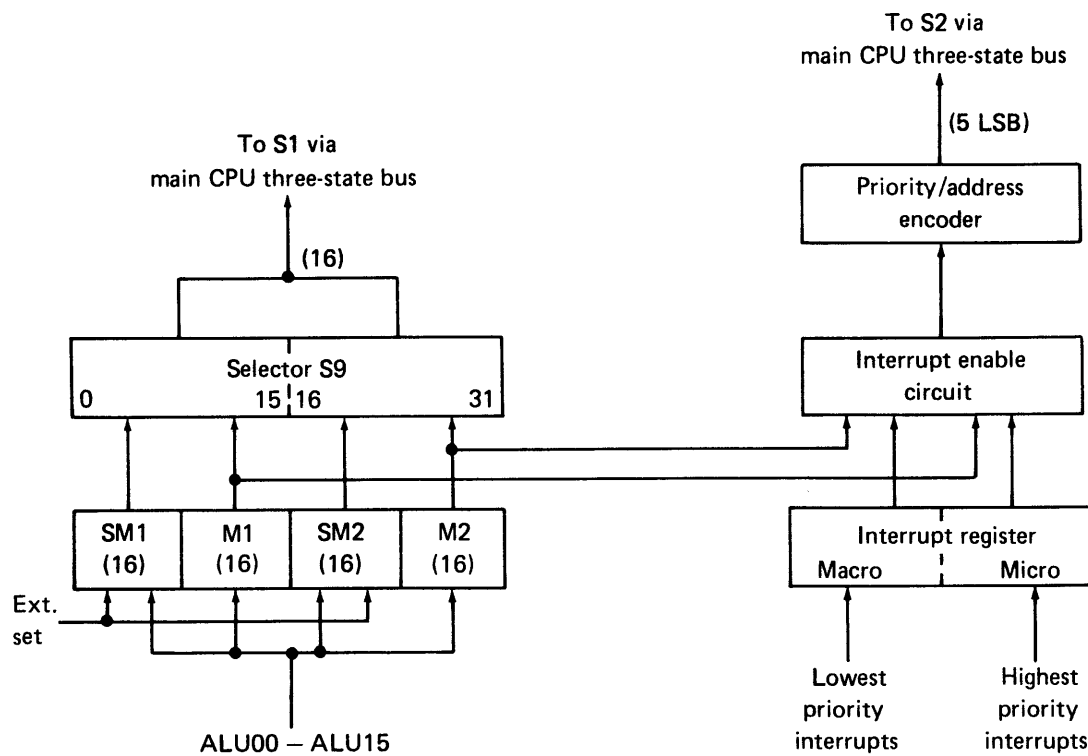 To S2 via
main CPU three-state bus
(5 LSB)
To S1 via
main CPU three-state bus
Priority/address
encoder
(16)
Selector S9
0 15 16 31
Interrupt enable
circuit
SM1 M1 SM2 M2
(16) (16) (16) (16)
Interrupt register
Macro Micro
Ext.
set
Lowest
priority
interrupts
Highest
priority
interrupts
ALU00 – ALU15